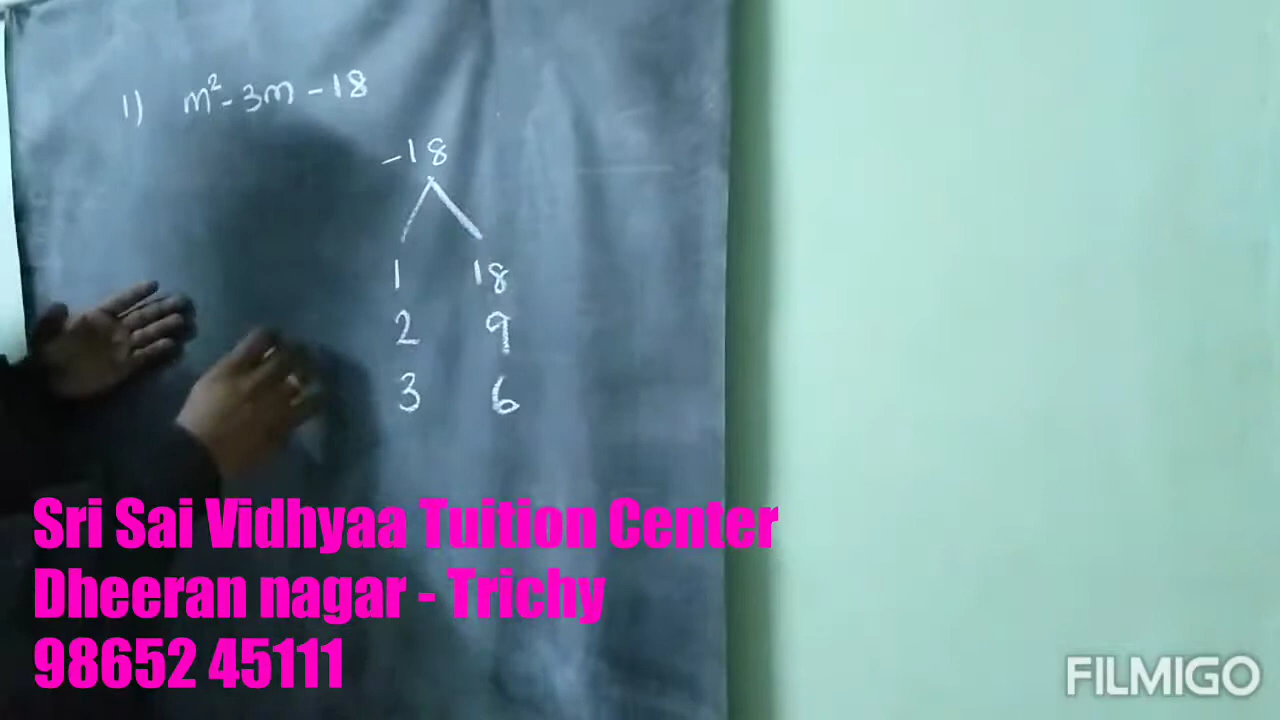 1) m² - 3m - 18
-18
1 18
2 9
3 6
Sri Sai Vidhyaa Tuition Center
Dheeran nagar - Trichy
98652 45111
FILMIGO